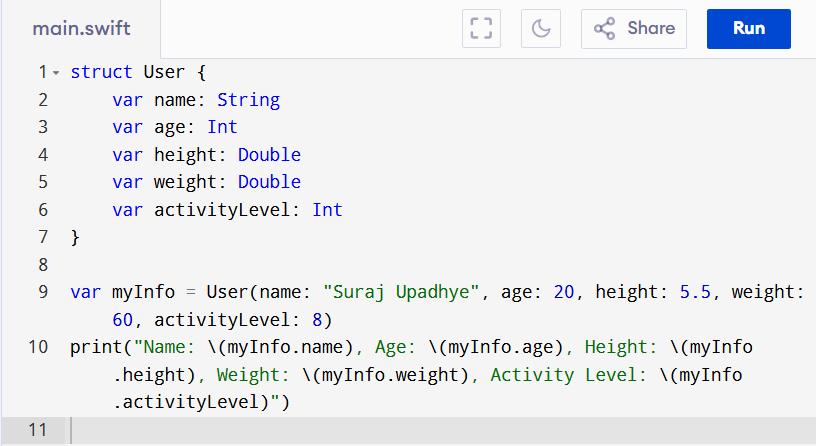 main.swift
Share
Run
1 struct User {
2     var name: String
3     var age: Int
4     var height: Double
5     var weight: Double
6     var activityLevel: Int
7 }
8
9 var myInfo = User(name: "Suraj Upadhye", age: 20, height: 5.5, weight:
    60, activityLevel: 8)
10 print("Name: \(myInfo.name), Age: \(myInfo.age), Height: \(myInfo
    .height), Weight: \(myInfo.weight), Activity Level: \(myInfo
    .activityLevel)")
11